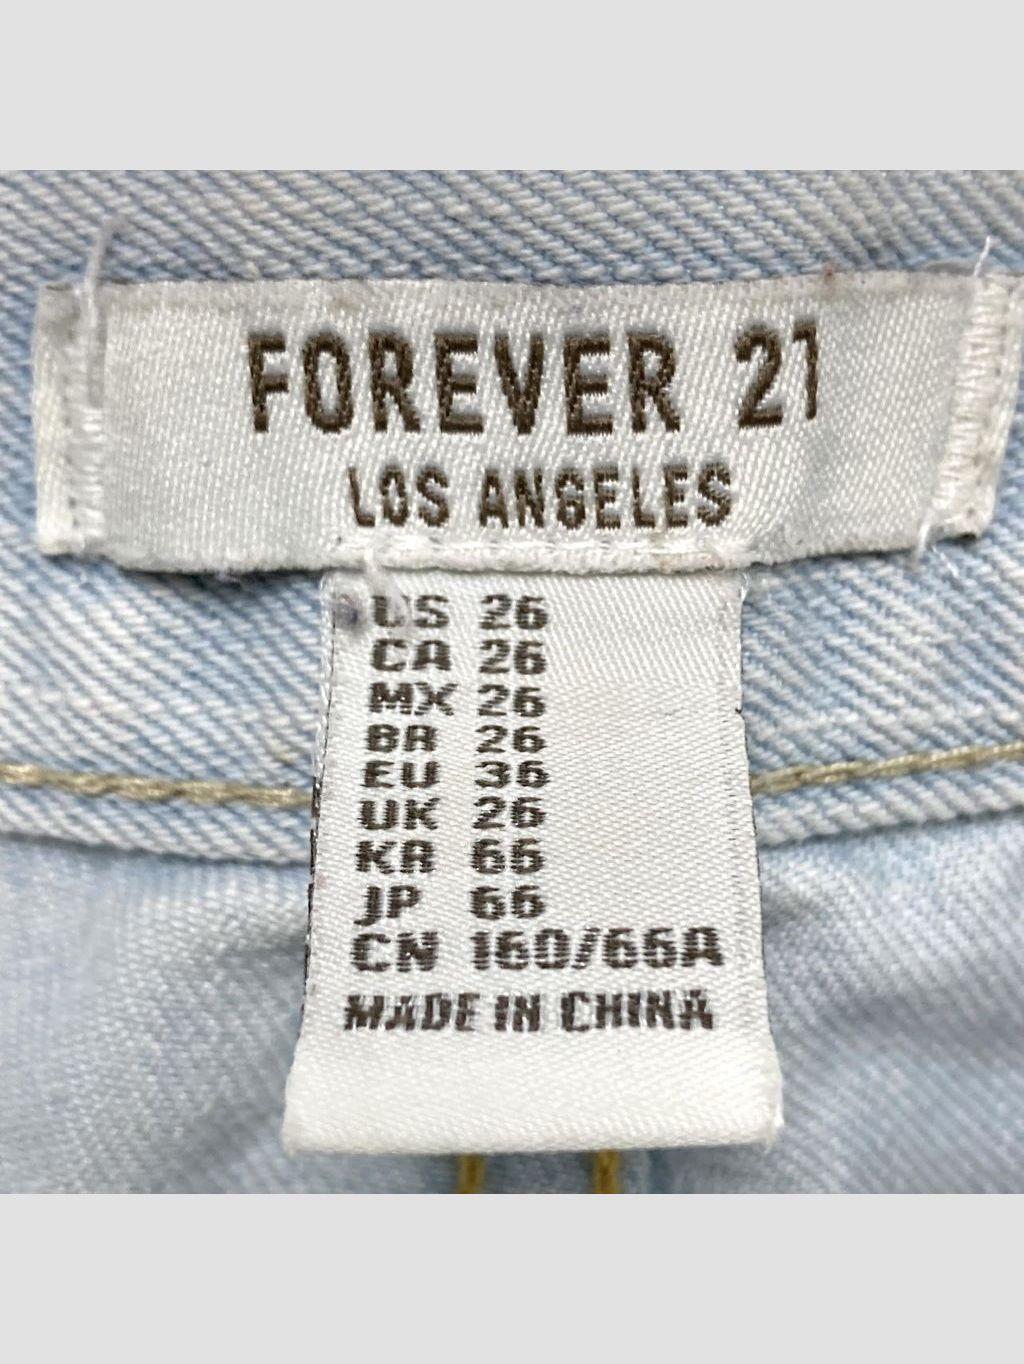 FOREVER 21
LOS ANGELES
US 26
CA 26
MX 26
BR 26
EU 36
UK 26
KR 66
JP 66
CN 160/66A
MADE IN CHINA